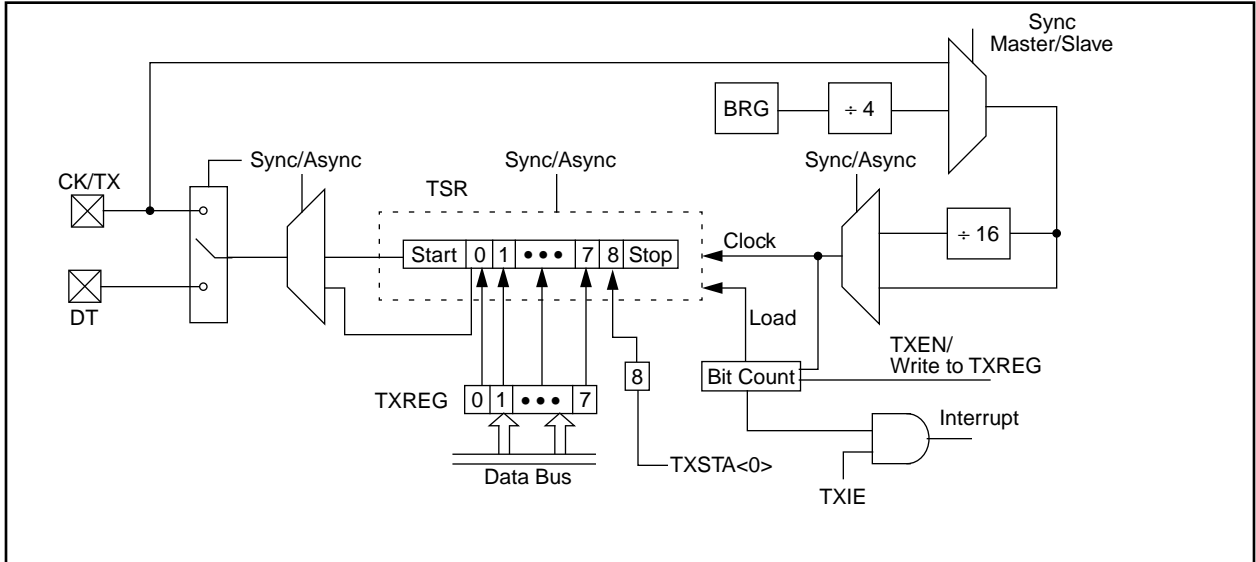 Sync
Master/Slave
BRG
÷ 4
Sync/Async
Sync/Async
Sync/Async
CK/TX
TSR
÷ 16
Start 0 1 ••• 7 8 Stop
Clock
DT
Load
TXEN/
Write to TXREG
8
Bit Count
TXREG 0 1 ••• 7
Interrupt
TXSTA<0>
Data Bus
TXIE